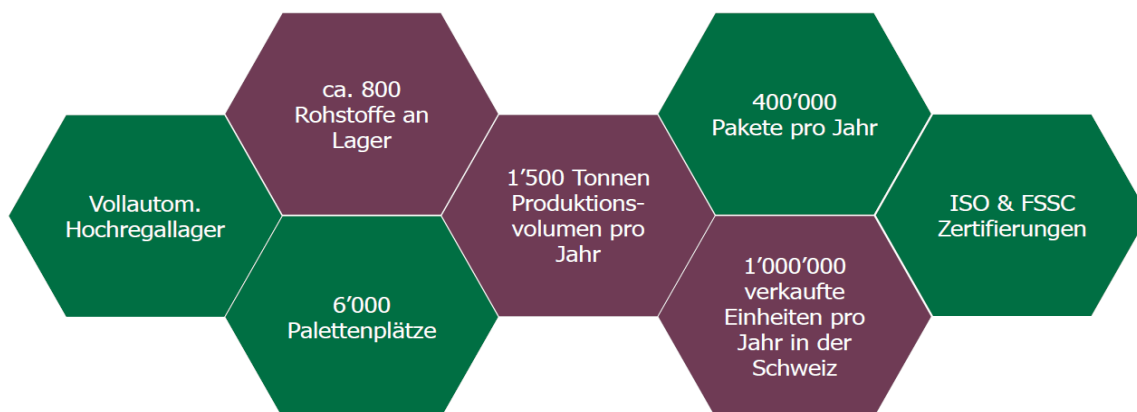 Vollautom.
Hochregallager
ca. 800
Rohstoffe an
Lager
6’000
Palettenplätze
1’500 Tonnen
Produktions-
volumen pro
Jahr
400’000
Pakete pro Jahr
1’000’000
verkaufte
Einheiten pro
Jahr in der
Schweiz
ISO & FSSC
Zertifierungen